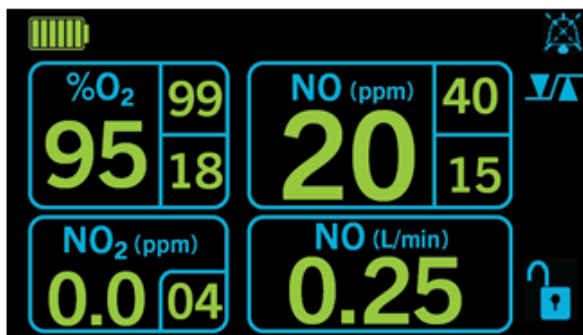 %O₂ 99
95 18
NO (ppm) 40
20 15
NO₂ (ppm)
0.0 04
NO (L/min)
0.25